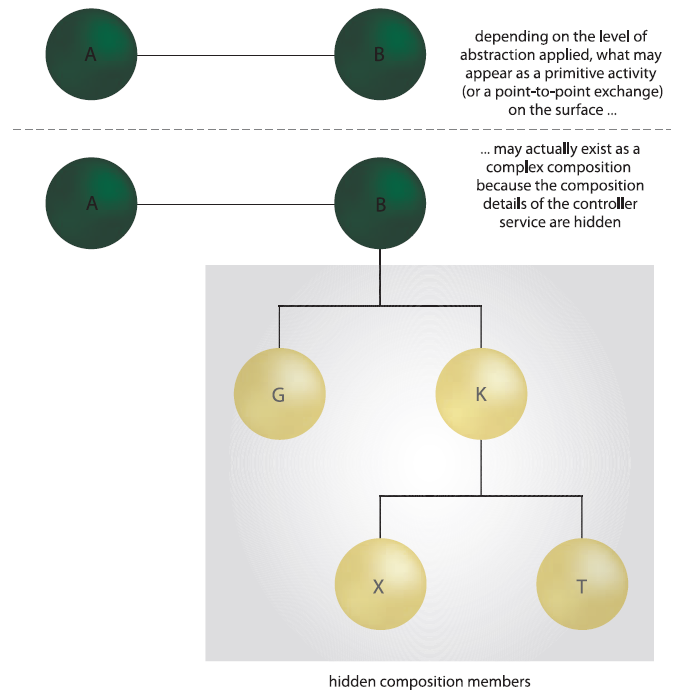 A
B
depending on the level of
abstraction applied, what may
appear as a primitive activity
(or a point-to-point exchange)
on the surface ...
... may actually exist as a
complex composition
because the composition
details of the controller
service are hidden
A
B
G
K
X
T
hidden composition members